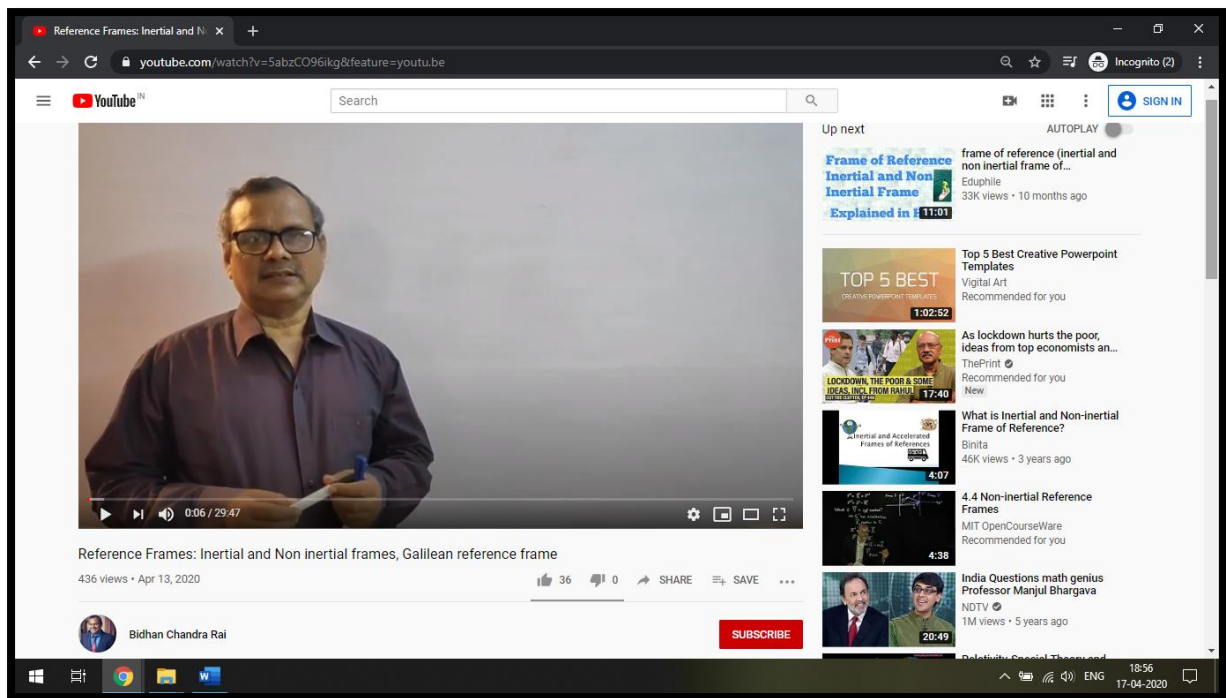 Reference Frames: Inertial and N
youtube.com/watch?v=5abzCO96ikg&feature=youtu.be
Incognito (2)
YouTube IN
Search
SIGN IN
Up next
AUTOPLAY
Frame of Reference
Inertial and Non
Inertial Frame
Explained in
11:01
frame of reference (inertial and
non inertial frame of...
Eduphile
33K views • 10 months ago
TOP 5 BEST
CREATIVE POWERPOINT TEMPLATES
1:02:52
Top 5 Best Creative Powerpoint
Templates
Vigital Art
Recommended for you
ThePrint
LOCKDOWN, THE POOR & SOME
IDEAS, INCL FROM RAHUL
17:40
As lockdown hurts the poor,
ideas from top economists an...
ThePrint
Recommended for you
New
Inertial and Accelerated
Frames of References
4:07
What is Inertial and Non-inertial
Frame of Reference?
Binita
46K views • 3 years ago
4:38
4.4 Non-inertial Reference
Frames
MIT OpenCourseWare
Recommended for you
20:49
India Questions math genius
Professor Manjul Bhargava
NDTV
1M views • 5 years ago
Relativity Special Theory and
0:06 / 29:47
Reference Frames: Inertial and Non inertial frames, Galilean reference frame
436 views • Apr 13, 2020
36
0
SHARE
SAVE
Bidhan Chandra Rai
SUBSCRIBE
W
ENG
18:56
17-04-2020